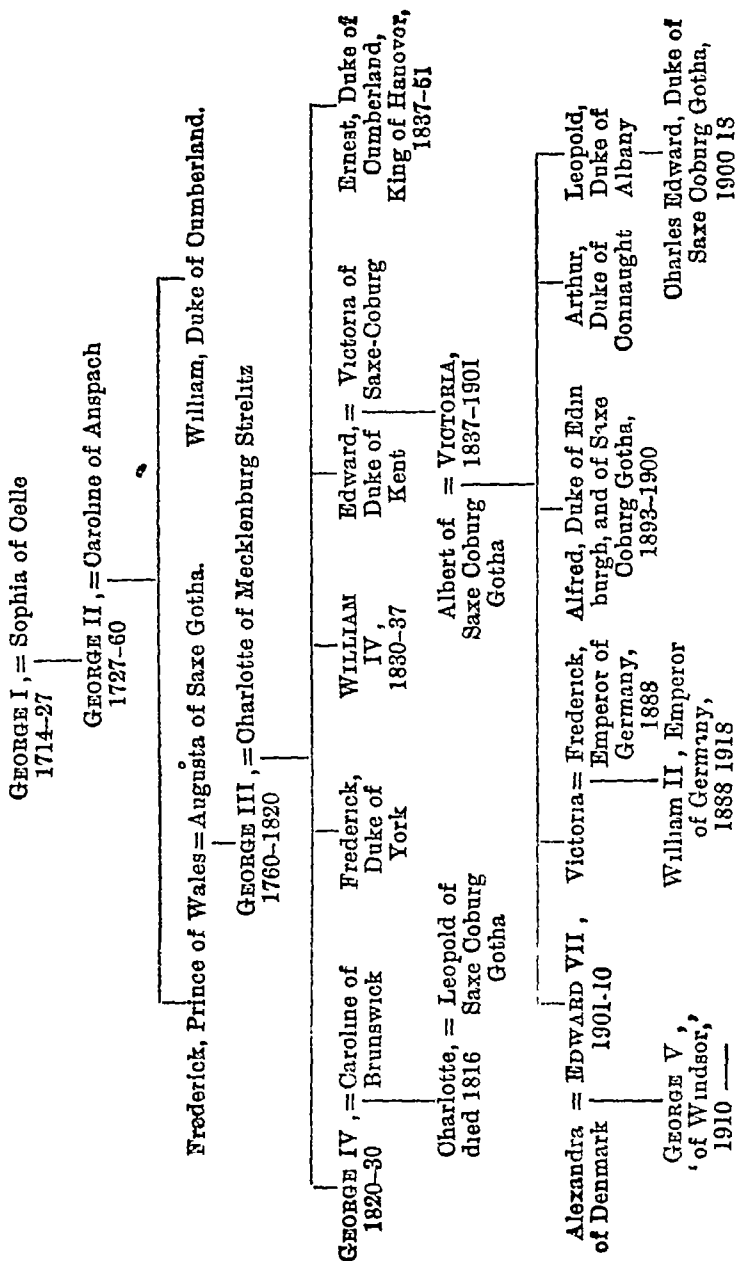 GEORGE I, = Sophia of Celle
1714–27
GEORGE II, = Caroline of Anspach
1727–60
Frederick, Prince of Wales = Augusta of Saxe Gotha.
William, Duke of Cumberland.
GEORGE III, = Charlotte of Mecklenburg Strelitz
1760–1820
GEORGE IV, = Caroline of
1820–30 Brunswick
Frederick,
Duke of
York
WILLIAM
IV,
1830–37
Edward, = Victoria of
Duke of Saxe-Coburg
Kent
Ernest, Duke of
Cumberland,
King of Hanover,
1837–51
Charlotte, = Leopold of
died 1816 Saxe Coburg
Gotha
Albert of = VICTORIA,
Saxe Coburg 1837–1901
Gotha
Alexandra = EDWARD VII,
of Denmark 1901-10
Victoria = Frederick,
Emperor of
Germany,
1888
Alfred, Duke of Edin
burgh, and of Saxe
Coburg Gotha,
1893–1900
Arthur,
Duke of
Connaught
Leopold,
Duke of
Albany
GEORGE V,
‘of Windsor,’
1910 —
William II, Emperor
of Germany,
1888 1918
Charles Edward, Duke of
Saxe Coburg Gotha,
1900 18